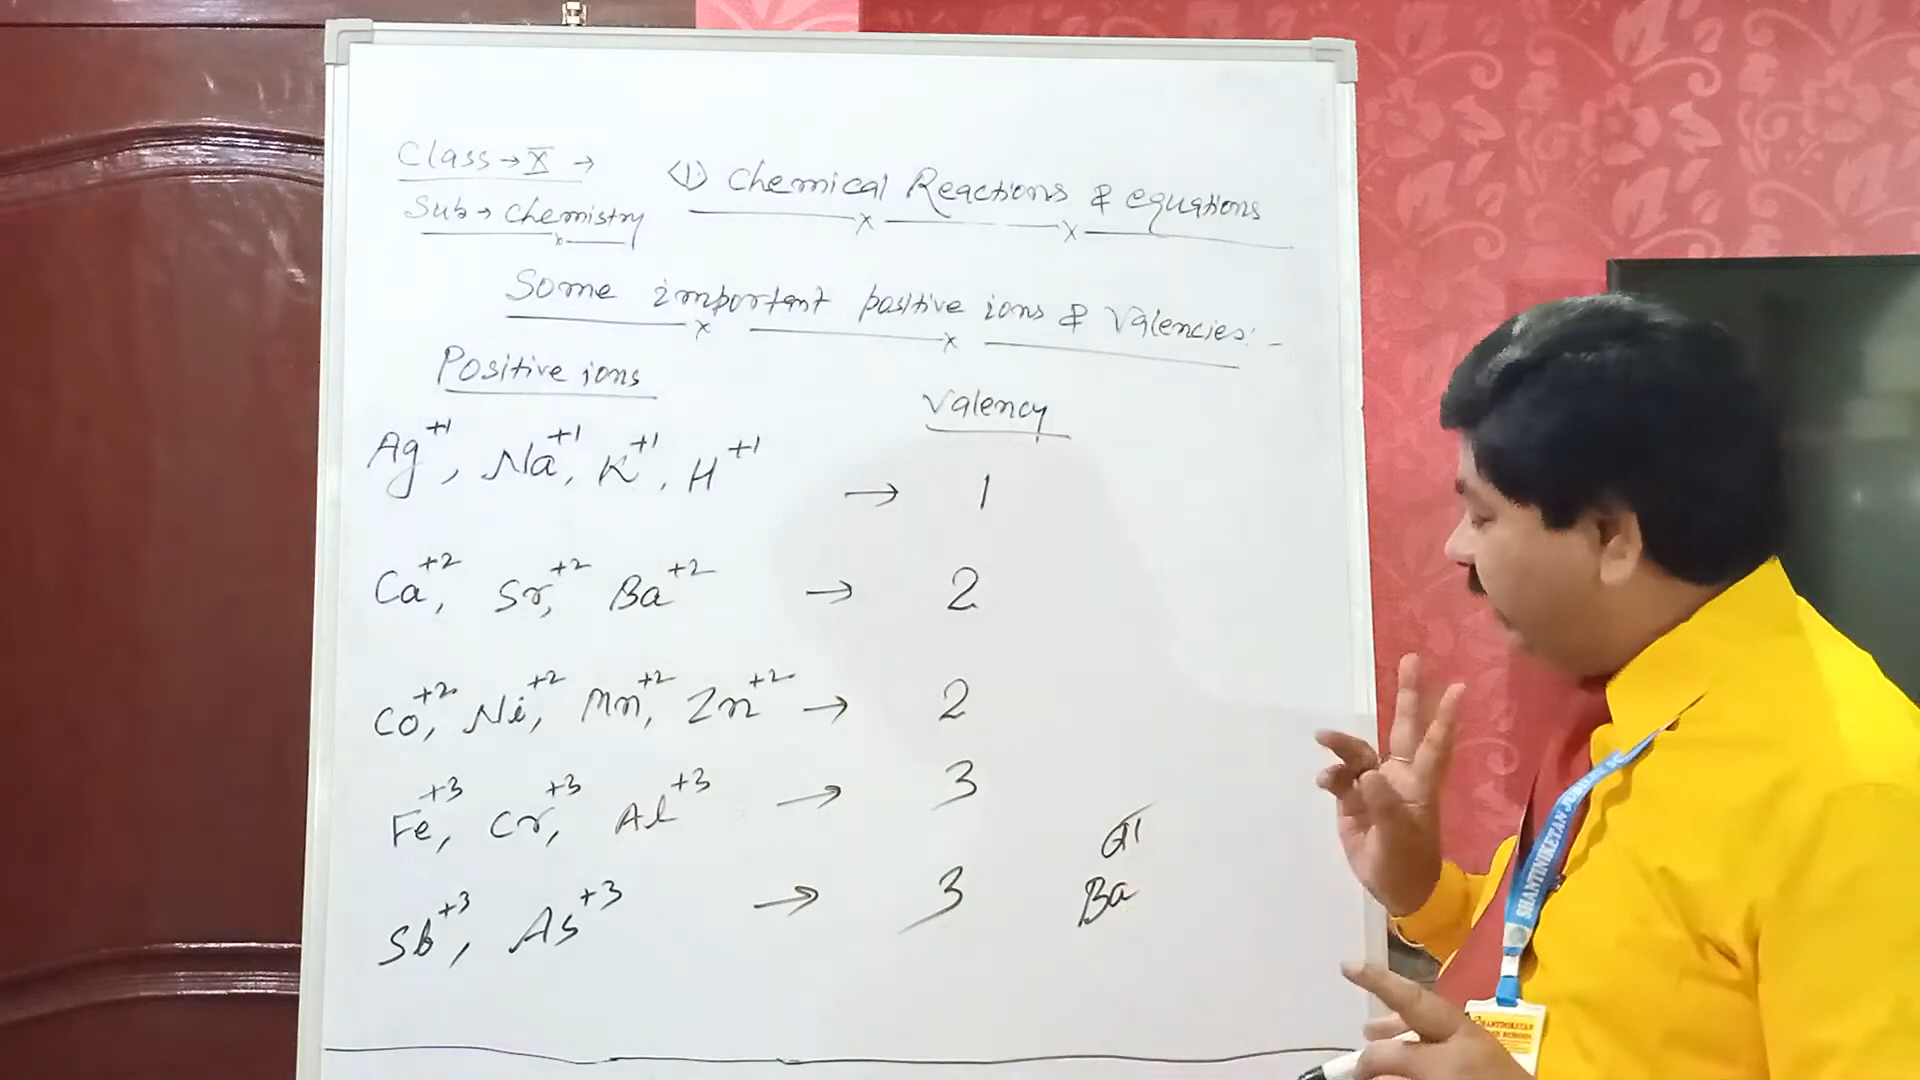 Class → X →
Sub → Chemistry
(1) Chemical Reactions & equations
Some important positive ions & Valencies:-
Positive ions
Valency
Ag⁺¹, Na⁺¹, K⁺¹, H⁺¹ → 1
Ca⁺², Sr⁺², Ba⁺² → 2
Co⁺², Ni⁺², Mn⁺², Zn⁺² → 2
Fe⁺³, Cr⁺³, Al⁺³ → 3
Sb⁺³, As⁺³ → 3
Ba
SHANTINIKETAN